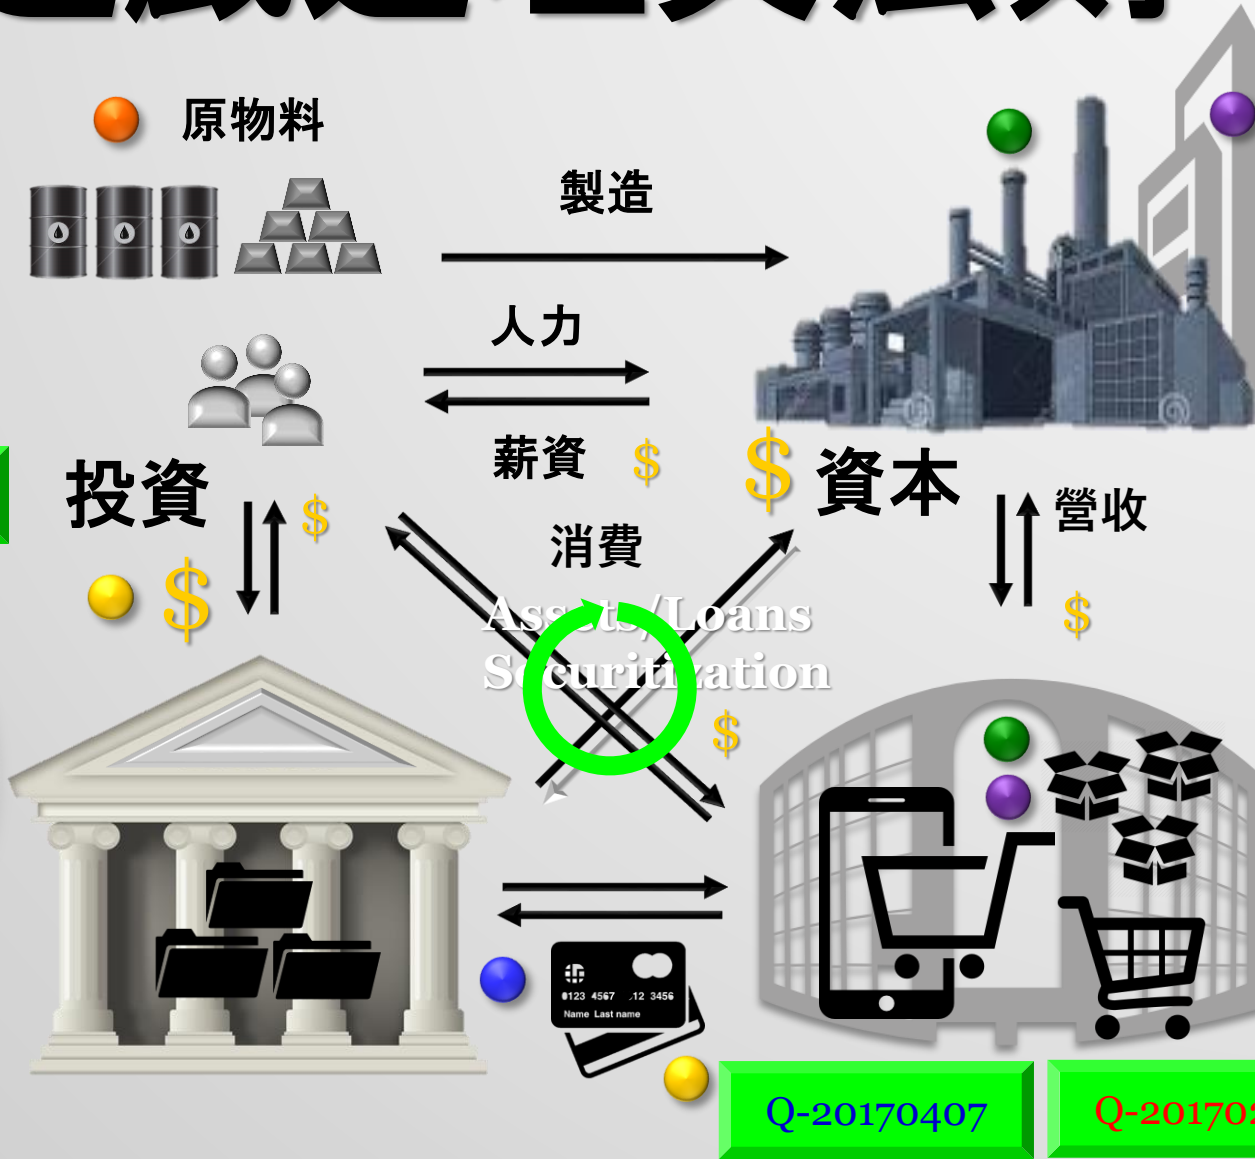 原物料
製造
人力
薪資 $
投資
$
$
$ 資本
營收
$
消費
Assets/Loans
Securitization
$
0123 4567 12 3456
Name Last name
Q-20170407